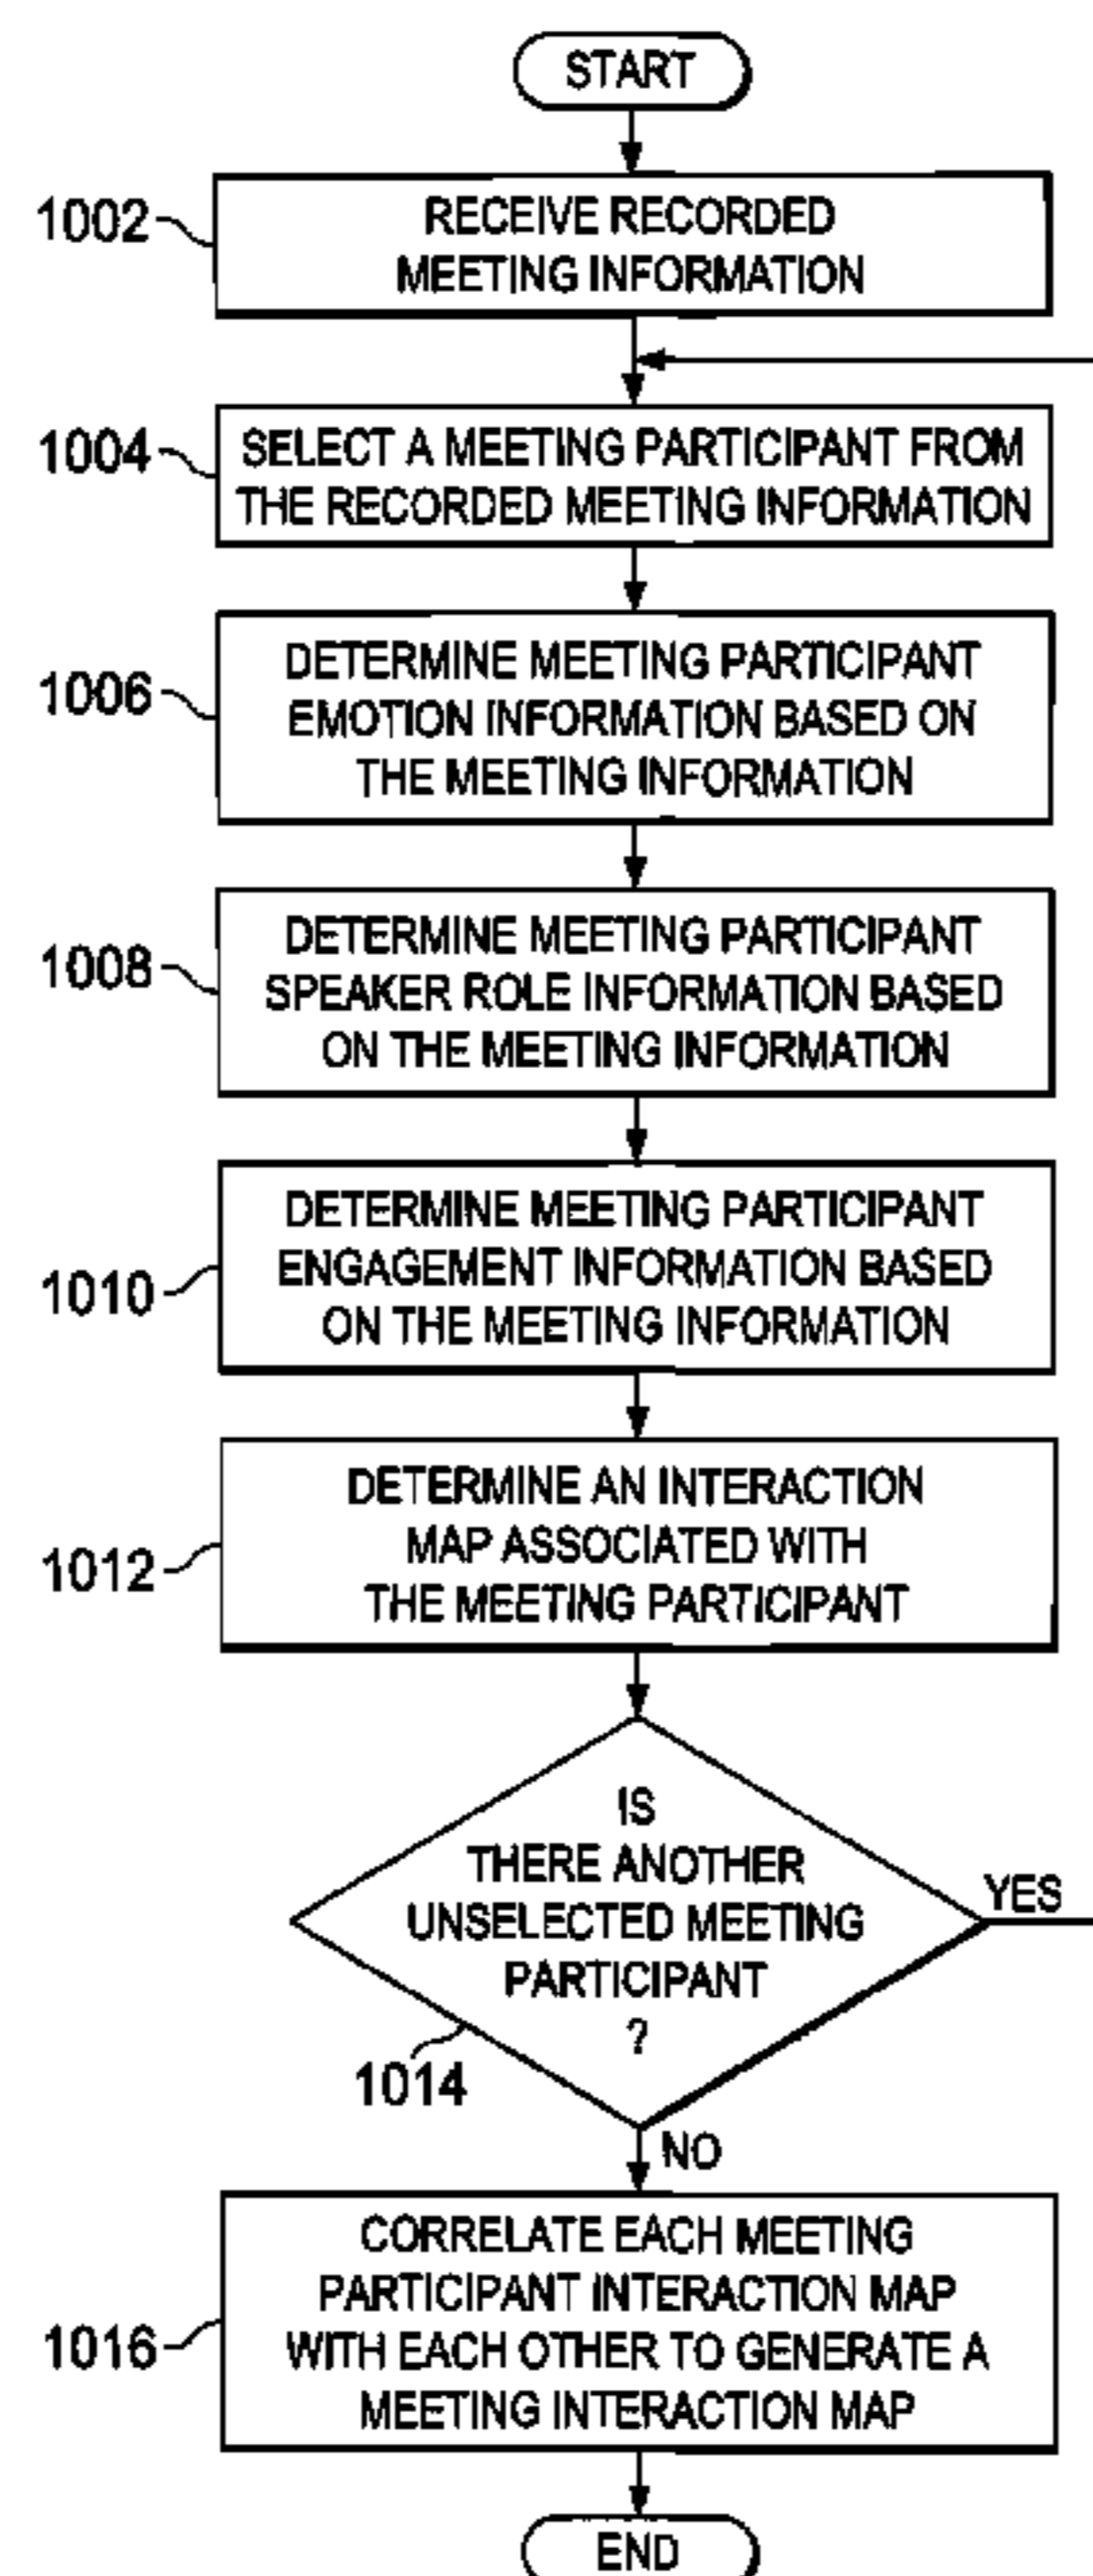 START
1002
RECEIVE RECORDED
MEETING INFORMATION
1004
SELECT A MEETING PARTICIPANT FROM
THE RECORDED MEETING INFORMATION
1006
DETERMINE MEETING PARTICIPANT
EMOTION INFORMATION BASED ON
THE MEETING INFORMATION
1008
DETERMINE MEETING PARTICIPANT
SPEAKER ROLE INFORMATION BASED
ON THE MEETING INFORMATION
1010
DETERMINE MEETING PARTICIPANT
ENGAGEMENT INFORMATION BASED
ON THE MEETING INFORMATION
1012
DETERMINE AN INTERACTION
MAP ASSOCIATED WITH
THE MEETING PARTICIPANT
IS
THERE ANOTHER
UNSELECTED MEETING
PARTICIPANT
?
YES
1014
NO
1016
CORRELATE EACH MEETING
PARTICIPANT INTERACTION MAP
WITH EACH OTHER TO GENERATE A
MEETING INTERACTION MAP
END